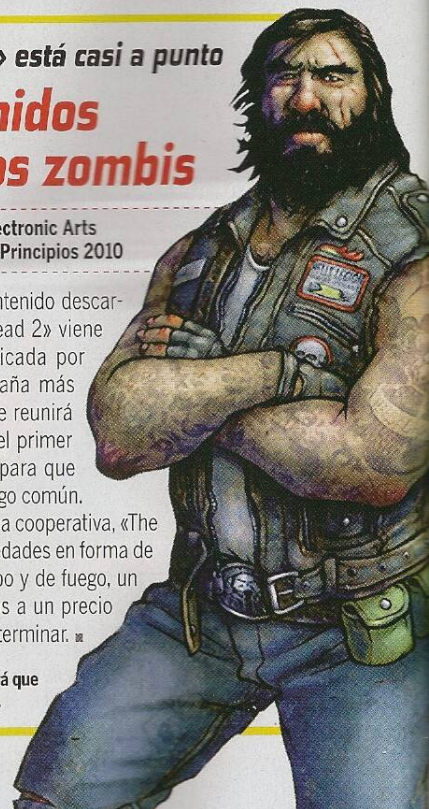 » está casi a punto
nidos
os zombis
ectronic Arts
Principios 2010
ntenido descar-
ead 2» viene
icada por
aña más
e reunirá
el primer
para que
go común.
a cooperativa, «The
edades en forma de
po y de fuego, un
s a un precio
terminar.
á que